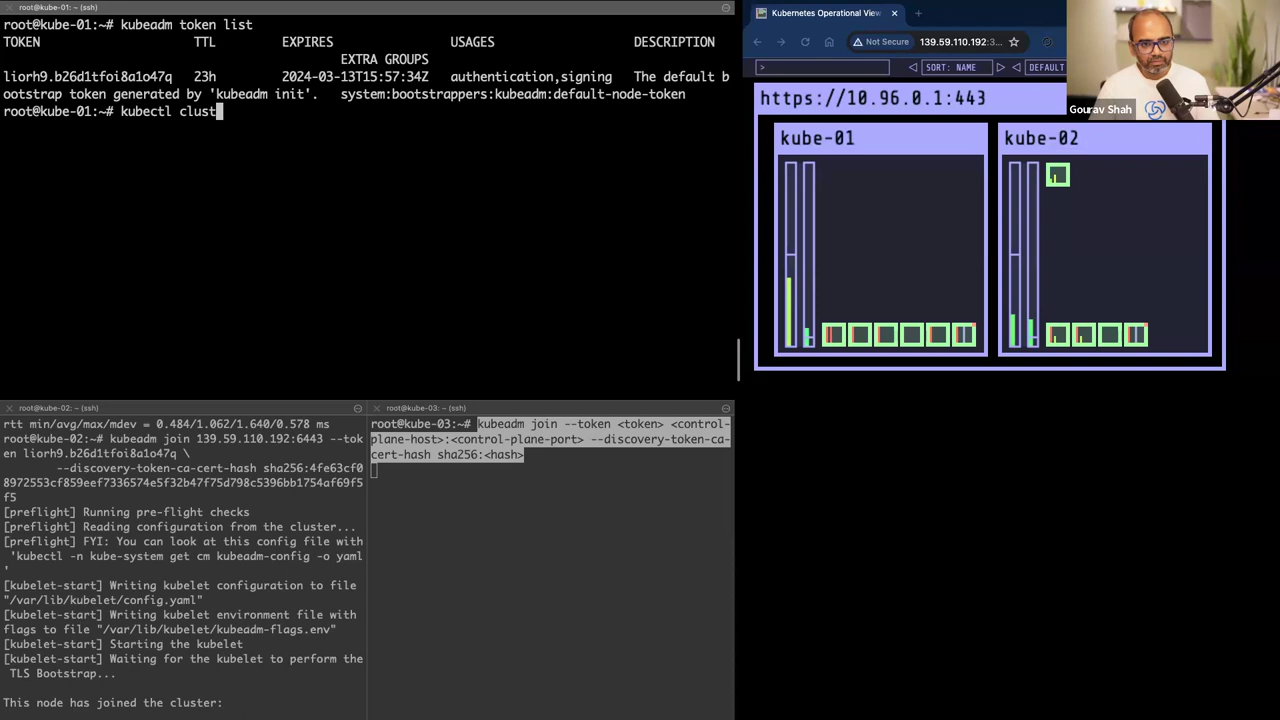 root@kube-01:~ (ssh)
root@kube-01:~# kubeadm token list
TOKEN TTL EXPIRES USAGES DESCRIPTION
EXTRA GROUPS
liorh9.b26d1tfoi8a1o47q 23h 2024-03-13T15:57:34Z authentication,signing The default b
ootstrap token generated by 'kubeadm init'. system:bootstrappers:kubeadm:default-node-token
root@kube-01:~# kubectl clust
root@kube-02: ~ (ssh)
rtt min/avg/max/mdev = 0.484/1.062/1.640/0.578 ms
root@kube-02:~# kubeadm join 139.59.110.192:6443 --tok
en liorh9.b26d1tfoi8a1o47q \
--discovery-token-ca-cert-hash sha256:4fe63cf0
8972553cf859eef7336574e5f32b47f75d798c5396bb1754af69f5
f5
[preflight] Running pre-flight checks
[preflight] Reading configuration from the cluster...
[preflight] FYI: You can look at this config file with
'kubectl -n kube-system get cm kubeadm-config -o yaml
'
[kubelet-start] Writing kubelet configuration to file
"/var/lib/kubelet/config.yaml"
[kubelet-start] Writing kubelet environment file with
flags to file "/var/lib/kubelet/kubeadm-flags.env"
[kubelet-start] Starting the kubelet
[kubelet-start] Waiting for the kubelet to perform the
TLS Bootstrap...
This node has joined the cluster:
root@kube-03: ~ (ssh)
root@kube-03:~# kubeadm join --token <token> <control-
plane-host>:<control-plane-port> --discovery-token-ca-
cert-hash sha256:<hash>
Kubernetes Operational View
Not Secure 139.59.110.192:3...
> SORT: NAME DEFAULT
https://10.96.0.1:443
kube-01
kube-02
Gourav Shah